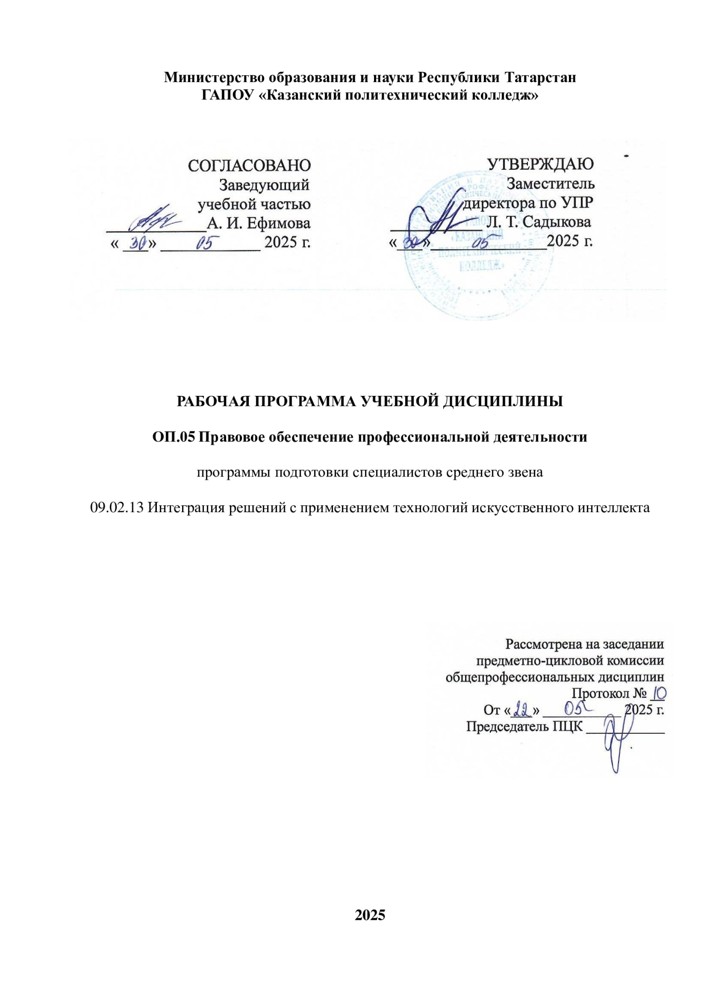 Министерство образования и науки Республики Татарстан
ГАПОУ «Казанский политехнический колледж»
СОГЛАСОВАНО
Заведующий
учебной частью
А. И. Ефимова
« 30 » 05 2025 г.
УТВЕРЖДАЮ
Заместитель
директора по УПР
Л. Т. Садыкова
« 30 » 05 2025 г.
ГАПОУ
«КАЗАНСКИЙ
ПОЛИТЕХНИЧЕСКИЙ
КОЛЛЕДЖ»
РАБОЧАЯ ПРОГРАММА УЧЕБНОЙ ДИСЦИПЛИНЫ
ОП.05 Правовое обеспечение профессиональной деятельности
программы подготовки специалистов среднего звена
09.02.13 Интеграция решений с применением технологий искусственного интеллекта
Рассмотрена на заседании
предметно-цикловой комиссии
общепрофессиональных дисциплин
Протокол № 10
От « 22 » 05 2025 г.
Председатель ПЦК
2025